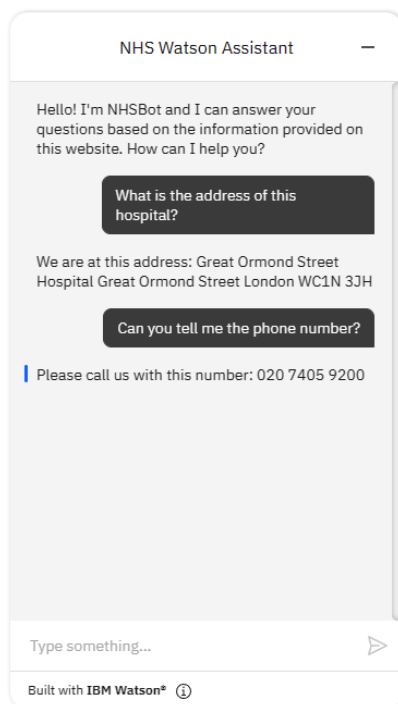 NHS Watson Assistant
Hello! I'm NHSBot and I can answer your
questions based on the information provided on
this website. How can I help you?
What is the address of this
hospital?
We are at this address: Great Ormond Street
Hospital Great Ormond Street London WC1N 3JH
Can you tell me the phone number?
Please call us with this number: 020 7405 9200
Type something...
Built with IBM Watson®